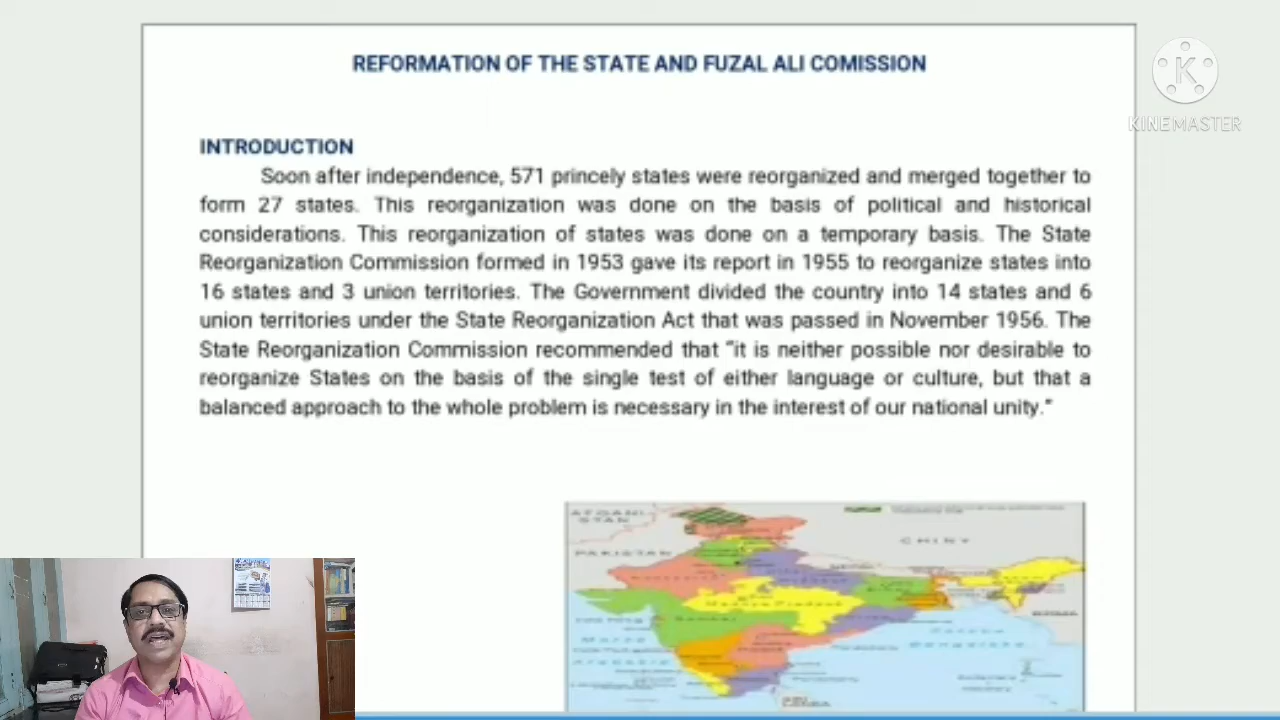 REFORMATION OF THE STATE AND FUZAL ALI COMISSION
KINEMASTER
INTRODUCTION
Soon after independence, 571 princely states were reorganized and merged together to
form 27 states. This reorganization was done on the basis of political and historical
considerations. This reorganization of states was done on a temporary basis. The State
Reorganization Commission formed in 1953 gave its report in 1955 to reorganize states into
16 states and 3 union territories. The Government divided the country into 14 states and 6
union territories under the State Reorganization Act that was passed in November 1956. The
State Reorganization Commission recommended that “it is neither possible nor desirable to
reorganize States on the basis of the single test of either language or culture, but that a
balanced approach to the whole problem is necessary in the interest of our national unity.”
AFGANI-
STAN
CHINY
PAKISTAN
Madhya Pradesh
SRI
LANKA